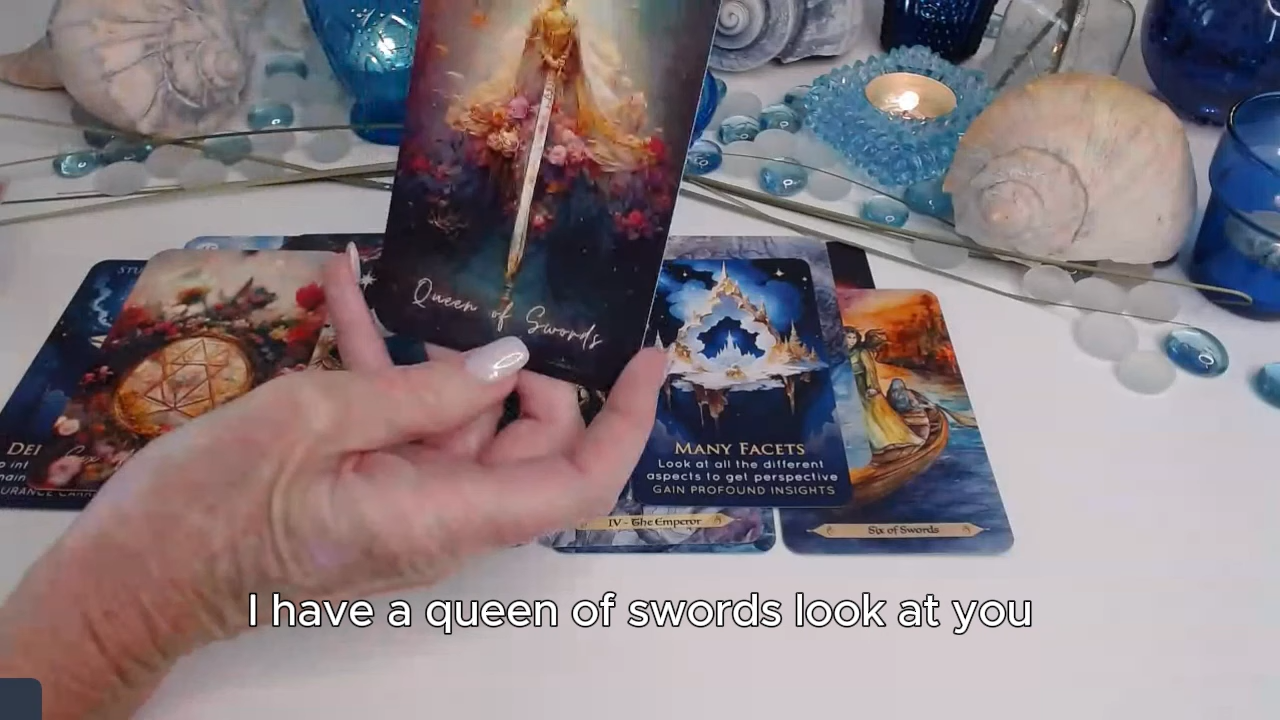 Queen of Swords
MANY FACETS
Look at all the different
aspects to get perspective
GAIN PROFOUND INSIGHTS
IV - The Emperor
Six of Swords
I have a queen of swords look at you